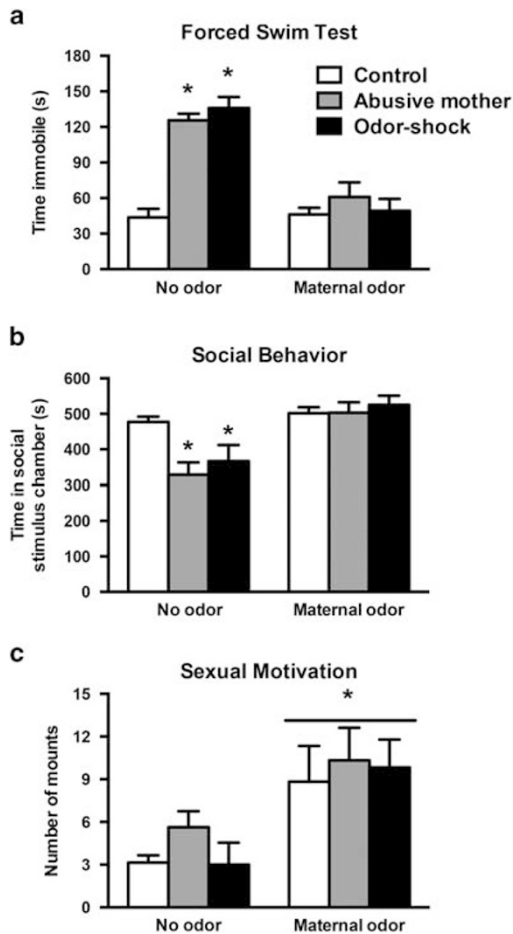 a
Forced Swim Test
Time immobile (s)
180
150
120
90
60
30
0
* *
Control
Abusive mother
Odor-shock
No odor
Maternal odor
b
Social Behavior
Time in social
stimulus chamber (s)
600
500
400
300
200
100
0
* *
No odor
Maternal odor
c
Sexual Motivation
Number of mounts
15
12
9
6
3
0
*
No odor
Maternal odor